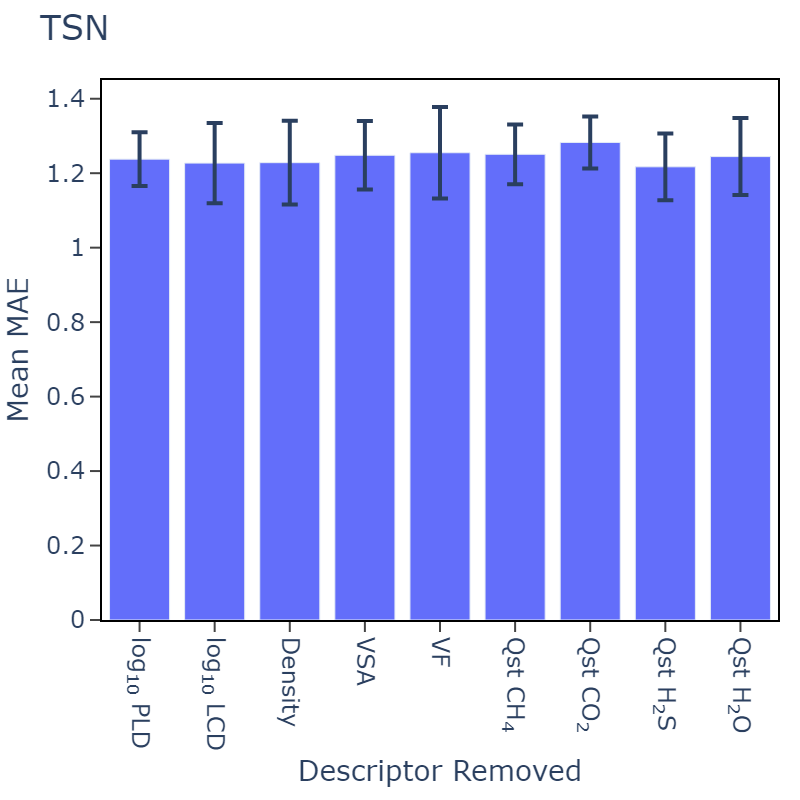 TSN
Mean MAE
1.4
1.2
1
0.8
0.6
0.4
0.2
0
log₁₀ PLD
log₁₀ LCD
Density
VSA
VF
Qst CH₄
Qst CO₂
Qst H₂S
Qst H₂O
Descriptor Removed